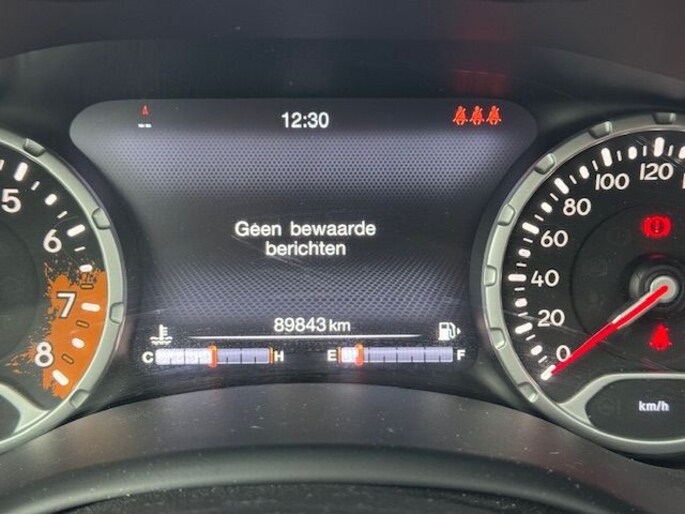 12:30
Geen bewaarde
berichten
89843 km
C H E F
5 6 7 8
0 20 40 60 80 100 120
km/h